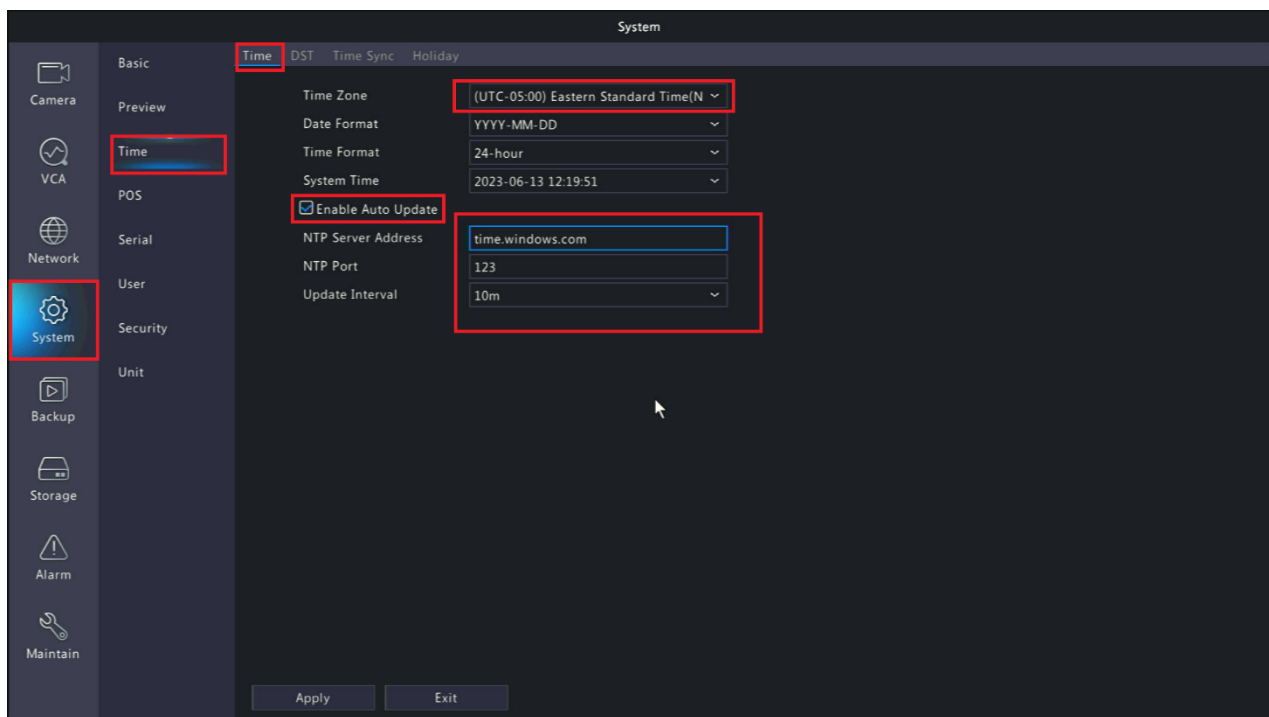 System
Camera
VCA
Network
System
Backup
Storage
Alarm
Maintain
Basic
Preview
Time
POS
Serial
User
Security
Unit
Time DST Time Sync Holiday
Time Zone (UTC-05:00) Eastern Standard Time(N
Date Format YYYY-MM-DD
Time Format 24-hour
System Time 2023-06-13 12:19:51
Enable Auto Update
NTP Server Address time.windows.com
NTP Port 123
Update Interval 10m
Apply Exit